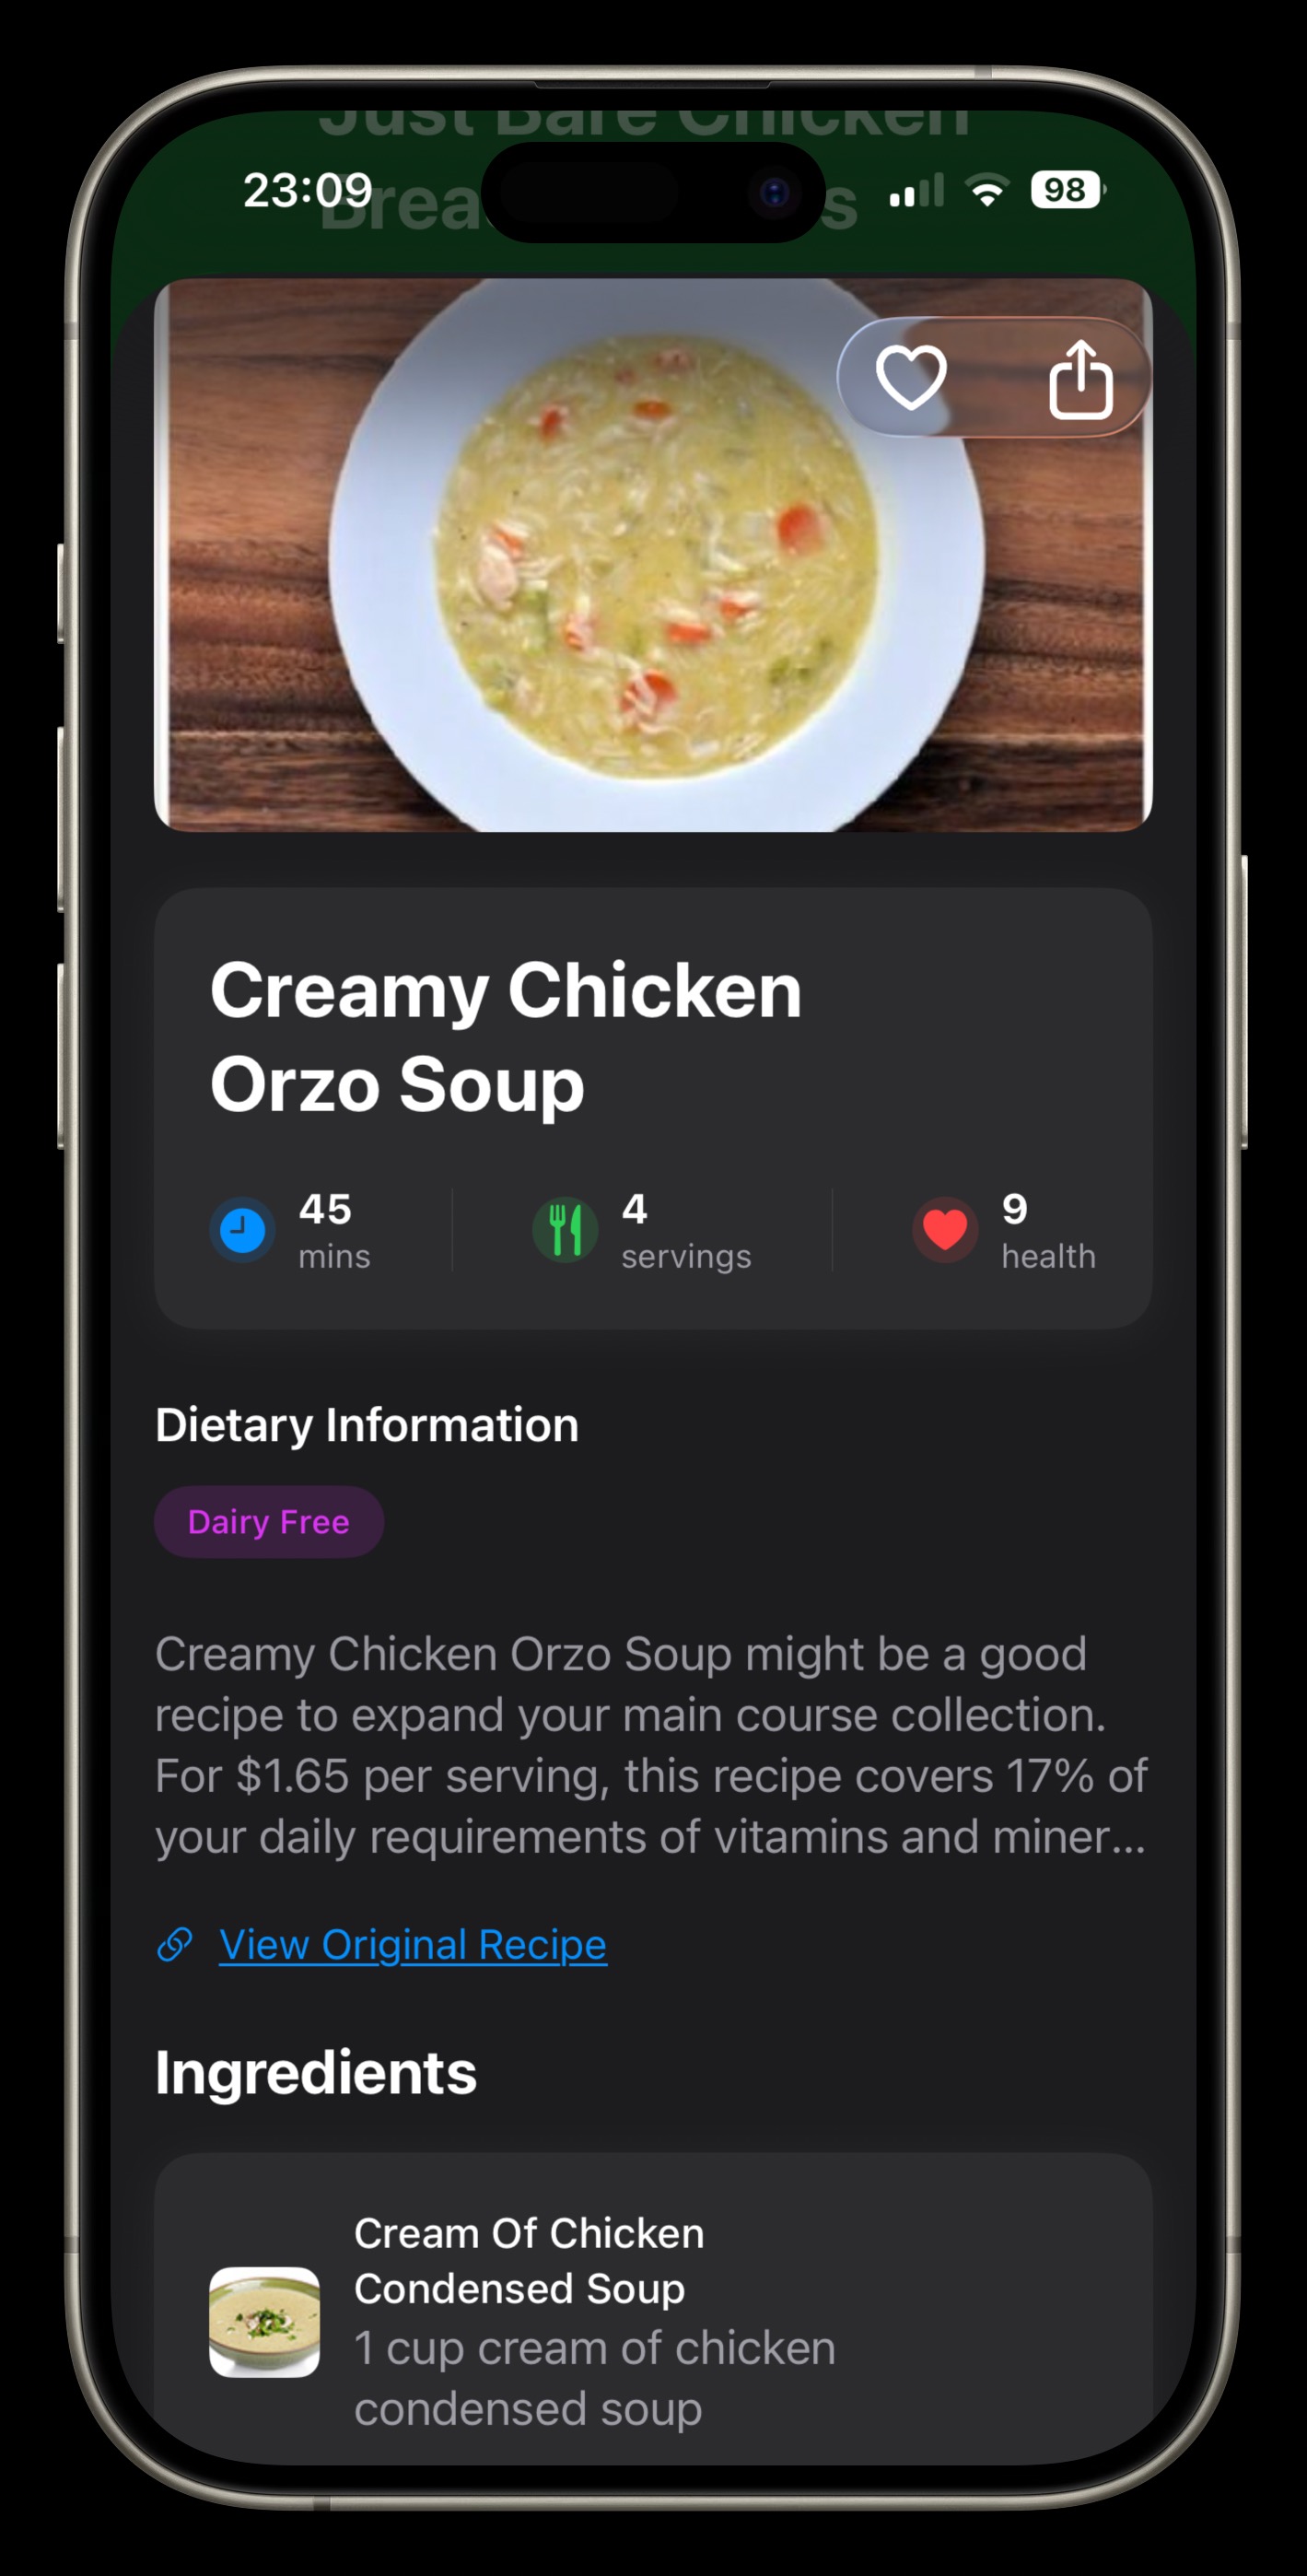 Just Bare Chicken
23:09
98
Creamy Chicken
Orzo Soup
45
mins
4
servings
9
health
Dietary Information
Dairy Free
Creamy Chicken Orzo Soup might be a good
recipe to expand your main course collection.
For $1.65 per serving, this recipe covers 17% of
your daily requirements of vitamins and miner...
View Original Recipe
Ingredients
Cream Of Chicken
Condensed Soup
1 cup cream of chicken
condensed soup